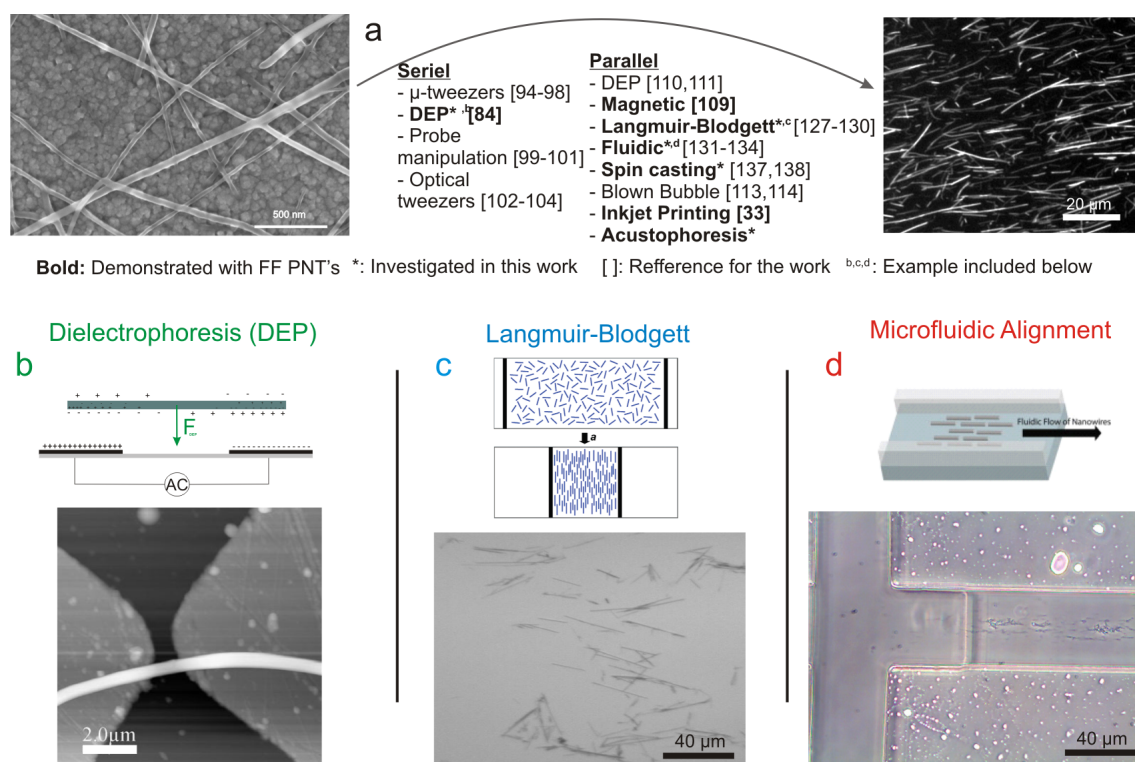 a
Seriel
- µ-tweezers [94-98]
- DEP* ,b[84]
- Probe
manipulation [99-101]
- Optical
tweezers [102-104]
Parallel
- DEP [110,111]
- Magnetic [109]
- Langmuir-Blodgett*,c [127-130]
- Fluidic*,d [131-134]
- Spin casting* [137,138]
- Blown Bubble [113,114]
- Inkjet Printing [33]
- Acustophoresis*
500 nm
20 µm
Bold: Demonstrated with FF PNT's *: Investigated in this work [ ]: Refference for the work b,c,d: Example included below
Dielectrophoresis (DEP)
b
F DEP
AC
2.0µm
Langmuir-Blodgett
c
a
40 µm
Microfluidic Alignment
d
Fluidic Flow of Nanowires
40 µm